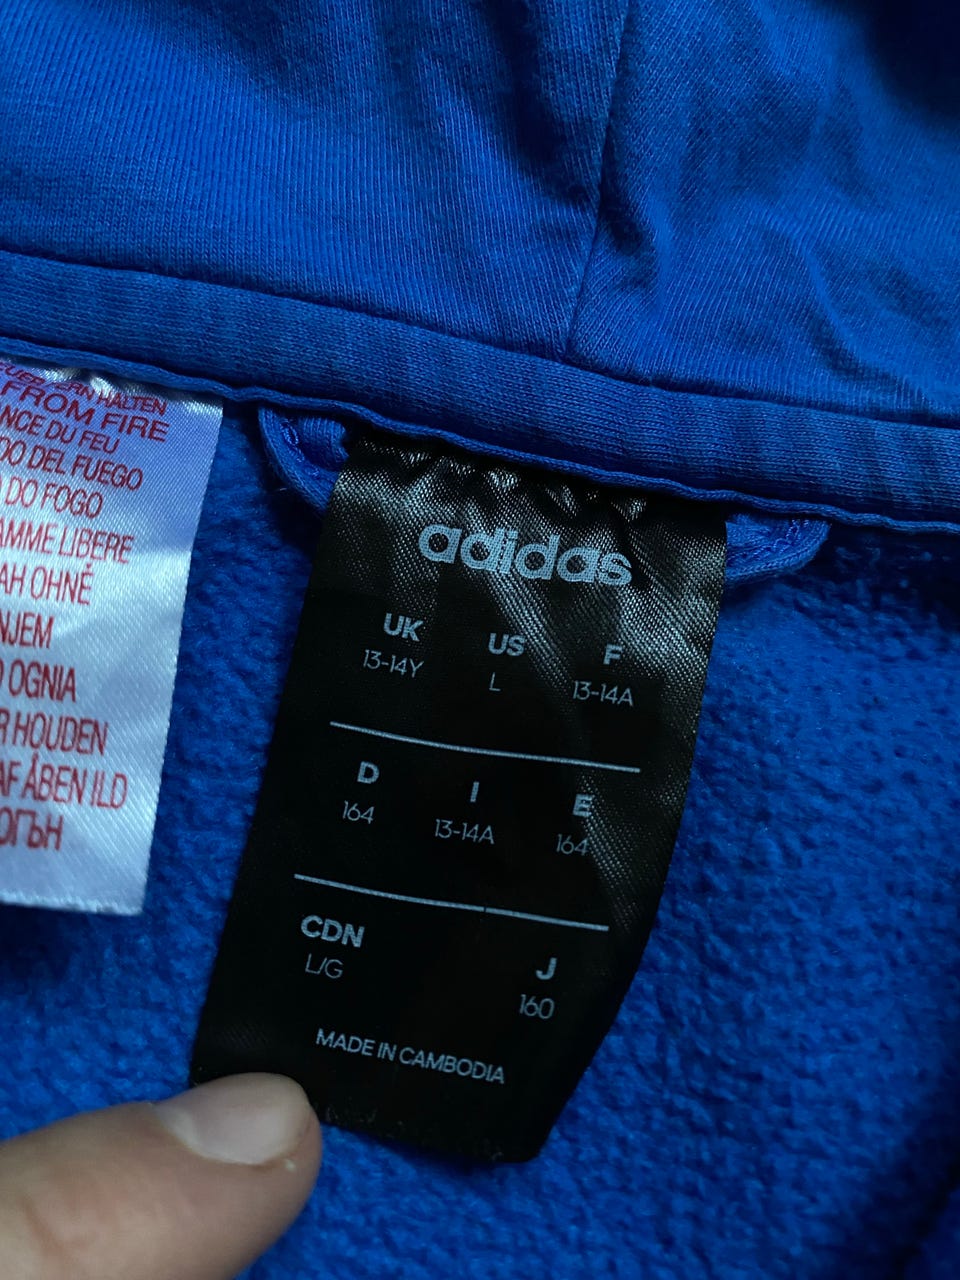 FROM FIRE
NCE DU FEU
DO DEL FUEGO
DO FOGO
AMME LIBERE
AH OHNĚ
NJEM
OGNIA
R HOUDEN
AF ÅBEN ILD
ОГЪН
adidas
UK US F
13-14Y L 13-14A
D I E
164 13-14A 164
CDN J
L/G 160
MADE IN CAMBODIA